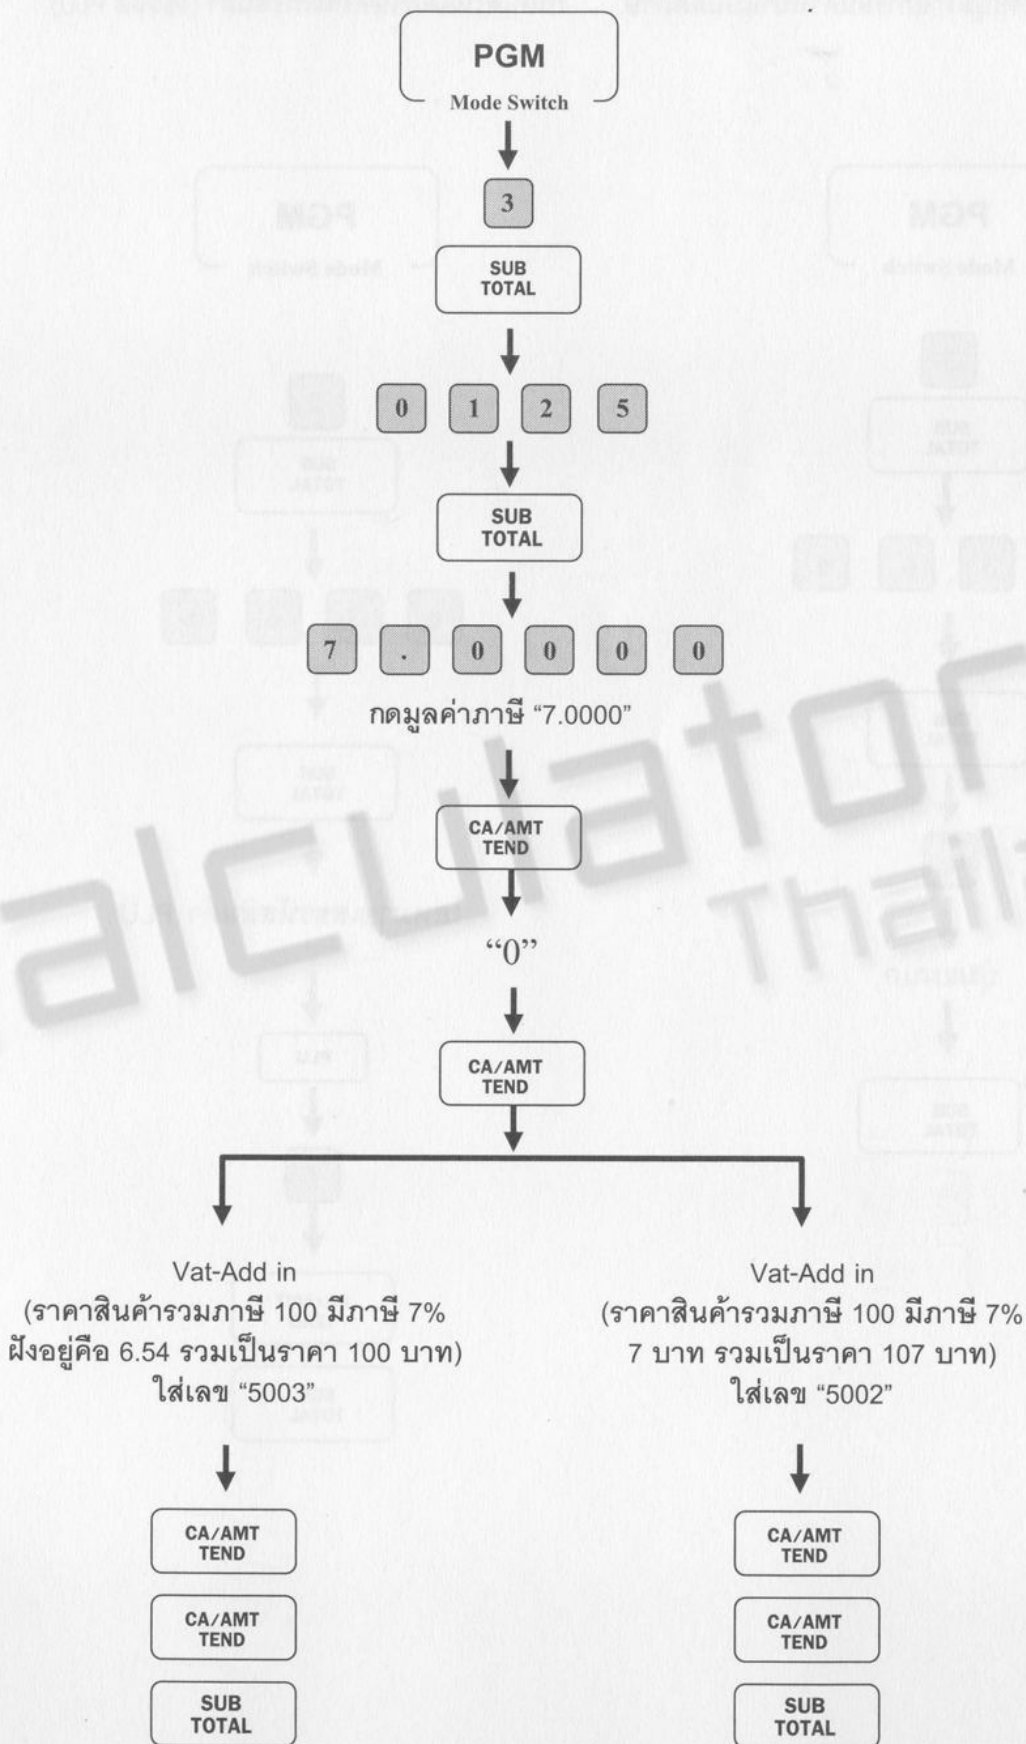 PGM
Mode Switch
3
SUB
TOTAL
0 1 2 5
SUB
TOTAL
7 . 0 0 0 0
กดมูลค่าภาษี “7.0000”
CA/AMT
TEND
“0”
CA/AMT
TEND
Vat-Add in
(ราคาสินค้ารวมภาษี 100 มีภาษี 7%
ฝังอยู่คือ 6.54 รวมเป็นราคา 100 บาท)
ใส่เลข “5003”
CA/AMT
TEND
CA/AMT
TEND
SUB
TOTAL
Vat-Add in
(ราคาสินค้ารวมภาษี 100 มีภาษี 7%
7 บาท รวมเป็นราคา 107 บาท)
ใส่เลข “5002”
CA/AMT
TEND
CA/AMT
TEND
SUB
TOTAL
alculator
Thail